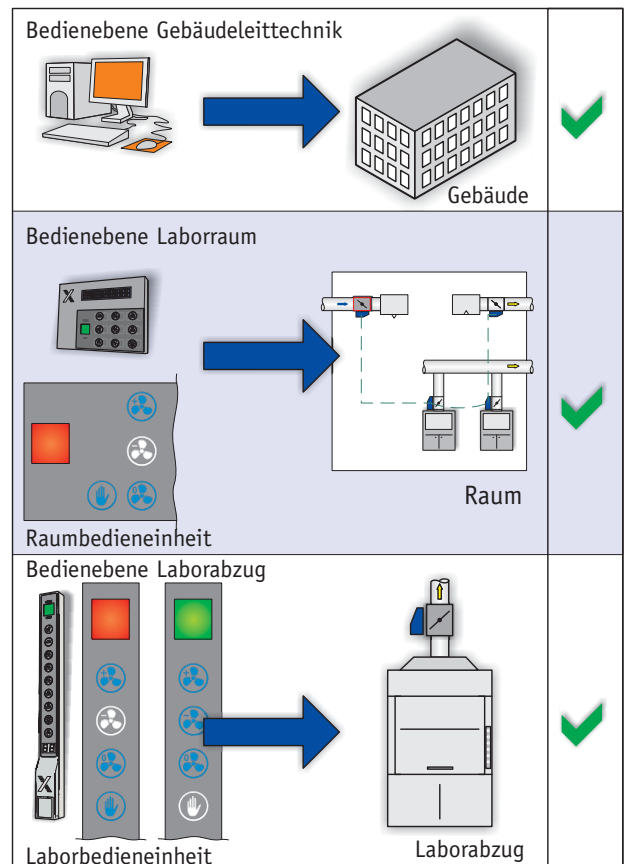 Bedienebene Gebäudeleittechnik
Gebäude
Bedienebene Laborraum
Raum
Raumbedieneinheit
Bedienebene Laborabzug
Laborabzug
Laborbedieneinheit